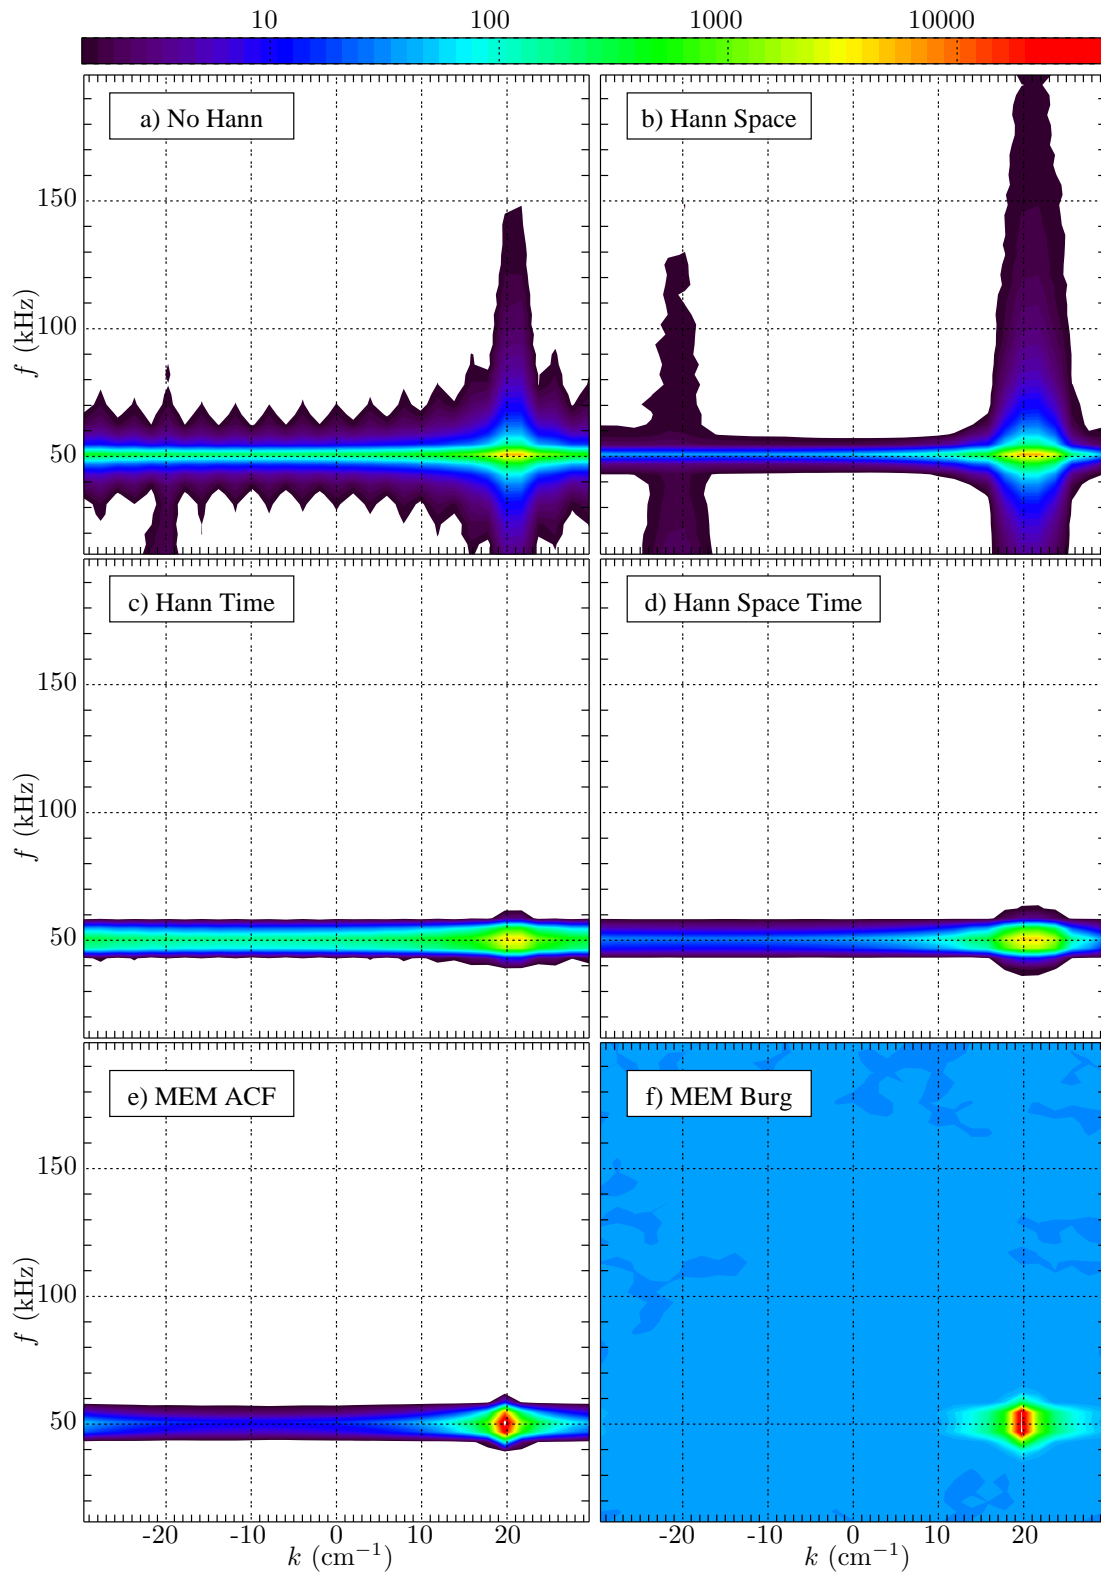 10 100 1000 10000
a) No Hann
b) Hann Space
150
100
50
f (kHz)
c) Hann Time
d) Hann Space Time
150
100
50
f (kHz)
e) MEM ACF
f) MEM Burg
150
100
50
f (kHz)
-20 -10 0 10 20 -20 -10 0 10 20
k (cm⁻¹) k (cm⁻¹)